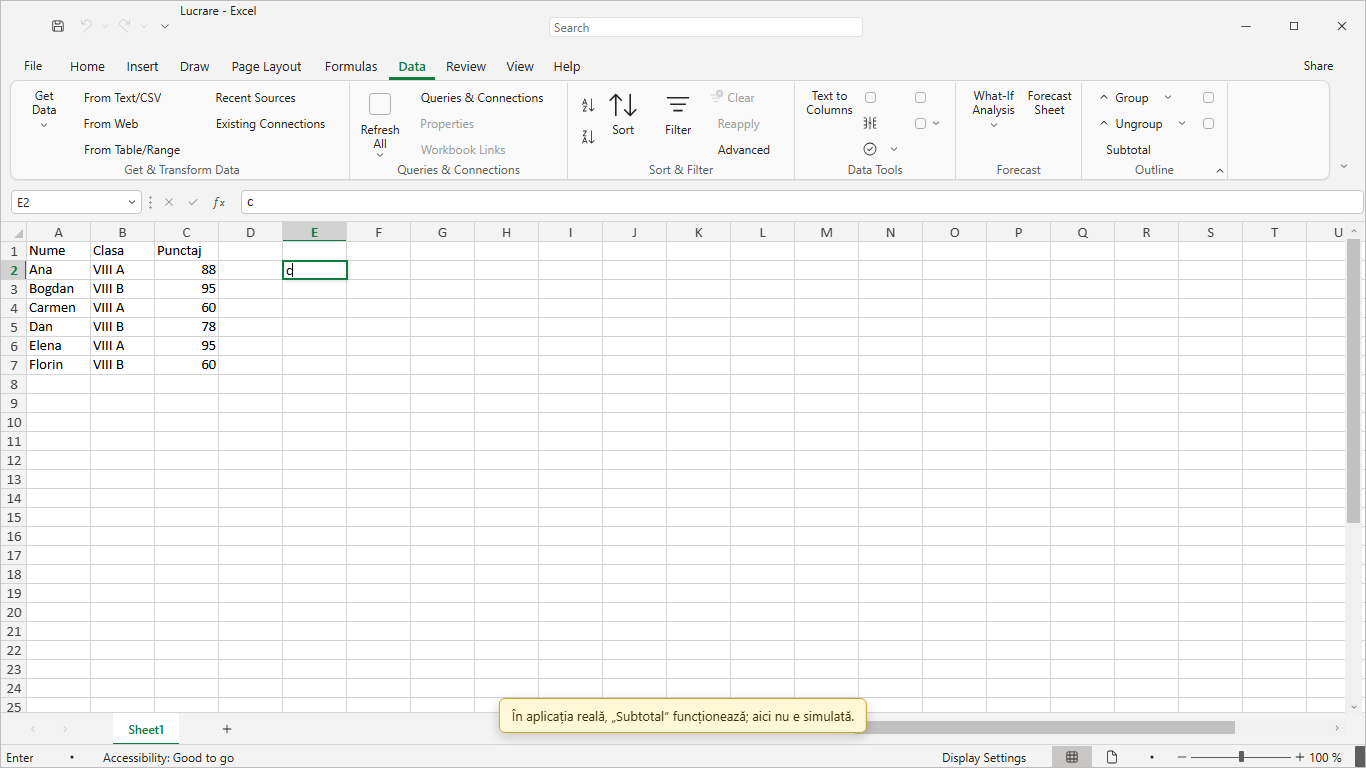 Lucrare - Excel
Search
File Home Insert Draw Page Layout Formulas Data Review View Help Share
Get Data
From Text/CSV
From Web
From Table/Range
Recent Sources
Existing Connections
Get & Transform Data
Refresh All
Queries & Connections
Properties
Workbook Links
Queries & Connections
Sort
Filter
Clear
Reapply
Advanced
Sort & Filter
Text to Columns
Data Tools
What-If Analysis
Forecast Sheet
Forecast
Group
Ungroup
Subtotal
Outline
E2 fx c
A B C D E F G H I J K L M N O P Q R S T U
1 Nume Clasa Punctaj
2 Ana VIII A 88 c
3 Bogdan VIII B 95
4 Carmen VIII A 60
5 Dan VIII B 78
6 Elena VIII A 95
7 Florin VIII B 60
8
9
10
11
12
13
14
15
16
17
18
19
20
21
22
23
24
25
În aplicația reală, „Subtotal” funcționează; aici nu e simulată.
Sheet1
Enter Accessibility: Good to go Display Settings 100 %